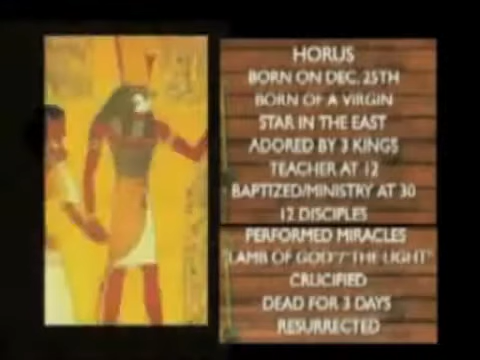 HORUS
BORN ON DEC. 25TH
BORN OF A VIRGIN
STAR IN THE EAST
ADORED BY 3 KINGS
TEACHER AT 12
BAPTIZED/MINISTRY AT 30
12 DISCIPLES
PERFORMED MIRACLES
"LAMB OF GOD"/"THE LIGHT"
CRUCIFIED
DEAD FOR 3 DAYS
RESURRECTED